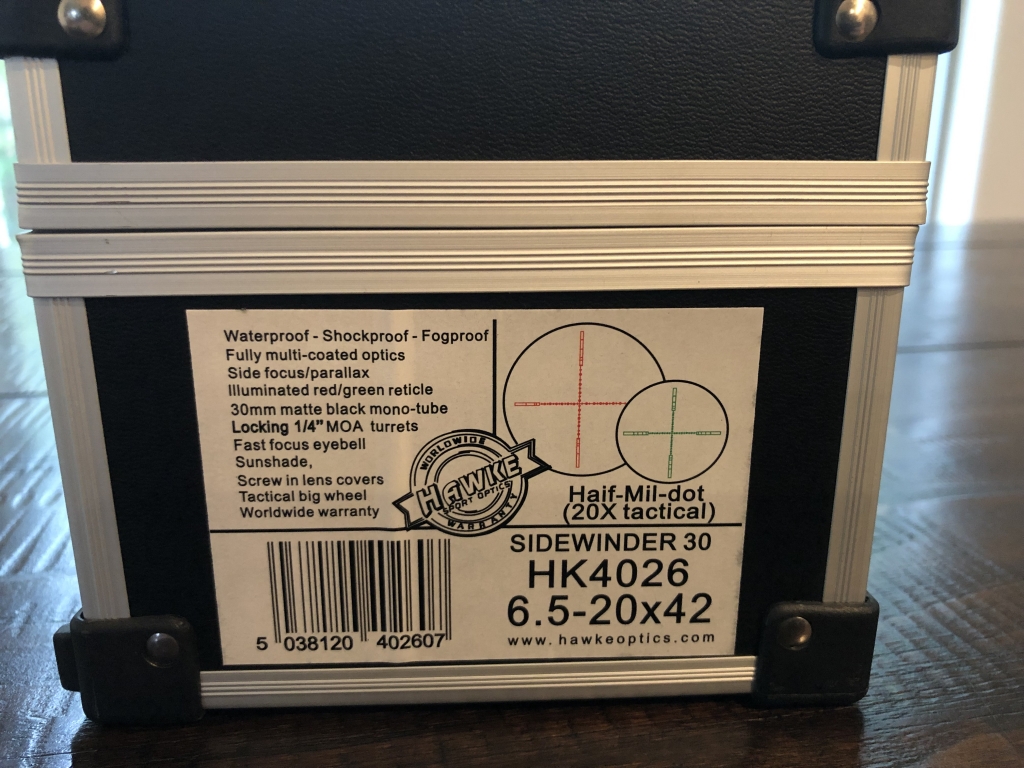 Waterproof - Shockproof - Fogproof
Fully multi-coated optics
Side focus/parallax
Illuminated red/green reticle
30mm matte black mono-tube
Locking 1/4" MOA turrets
Fast focus eyebell
Sunshade,
Screw in lens covers
Tactical big wheel
Worldwide warranty
WORLDWIDE
HAWKE
SPORT OPTICS
WARRANTY
Haif-Mil-dot
(20X tactical)
SIDEWINDER 30
HK4026
6.5-20x42
www.hawkeoptics.com
5 038120 402607